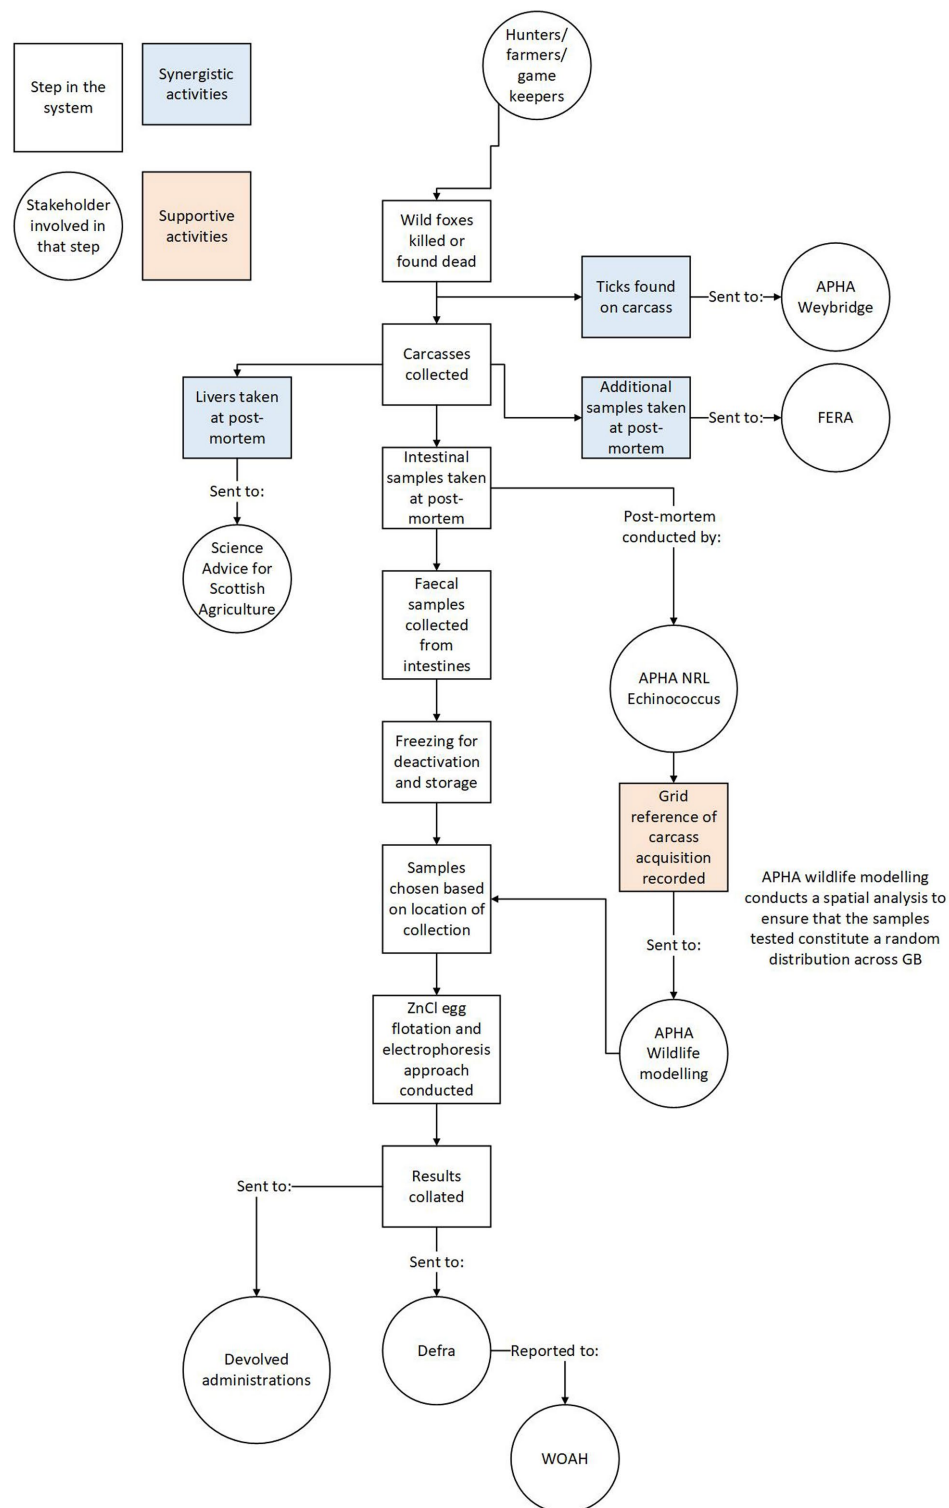 Hunters/
farmers/
game
keepers
Step in the
system
Synergistic
activities
Stakeholder
involved in
that step
Supportive
activities
Wild foxes
killed or
found dead
Ticks found
on carcass
Sent to:
APHA
Weybridge
Carcasses
collected
Livers taken
at post-
mortem
Additional
samples taken
at post-
mortem
Sent to:
FERA
Intestinal
samples taken
at post-
mortem
Sent to:
Science
Advice for
Scottish
Agriculture
Post-mortem
conducted by:
Faecal
samples
collected
from
intestines
APHA NRL
Echinococcus
Freezing for
deactivation
and storage
Grid
reference of
carcass
acquisition
recorded
Samples
chosen based
on location of
collection
APHA wildlife modelling
conducts a spatial analysis to
ensure that the samples
tested constitute a random
distribution across GB
Sent to:
ZnCl egg
flotation and
electrophoresis
approach
conducted
APHA
Wildlife
modelling
Results
collated
Sent to:
Sent to:
Devolved
administrations
Defra
Reported to:
WOAH